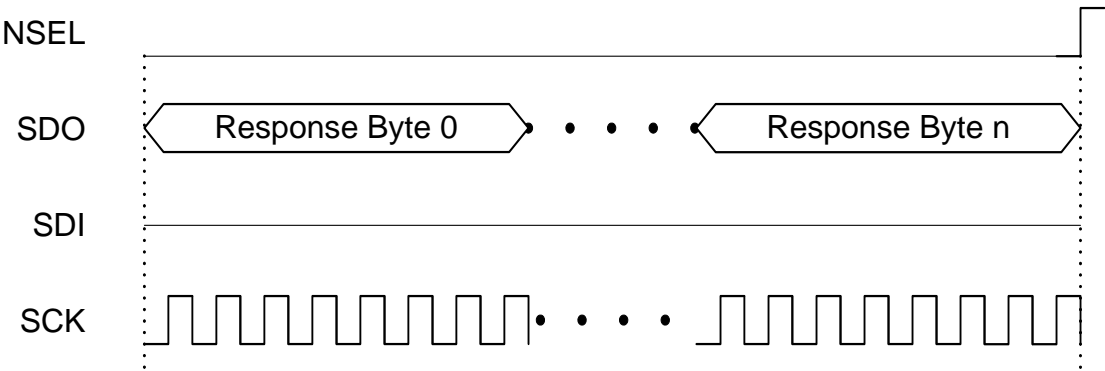 NSEL
SDO Response Byte 0 Response Byte n
SDI
SCK